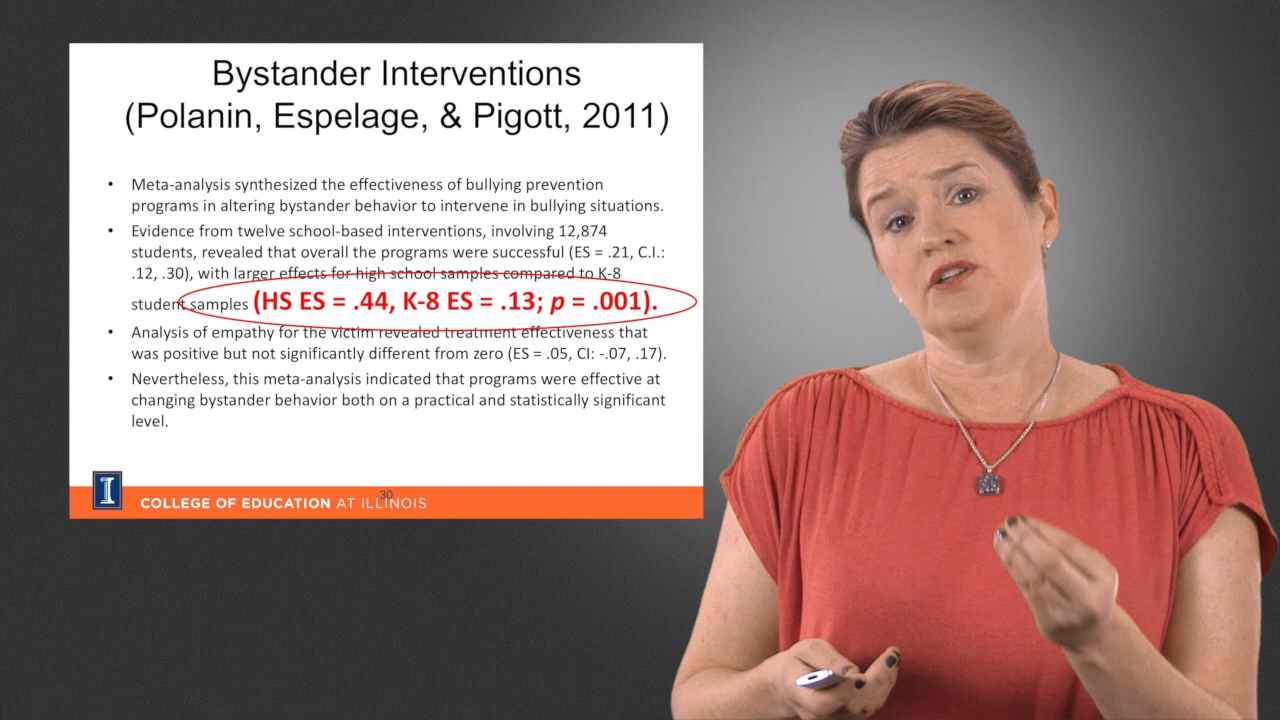 Bystander Interventions
(Polanin, Espelage, & Pigott, 2011)
• Meta-analysis synthesized the effectiveness of bullying prevention
programs in altering bystander behavior to intervene in bullying situations.
• Evidence from twelve school-based interventions, involving 12,874
students, revealed that overall the programs were successful (ES = .21, C.I.:
.12, .30), with larger effects for high school samples compared to K-8
student samples (HS ES = .44, K-8 ES = .13; p = .001).
• Analysis of empathy for the victim revealed treatment effectiveness that
was positive but not significantly different from zero (ES = .05, CI: -.07, .17).
• Nevertheless, this meta-analysis indicated that programs were effective at
changing bystander behavior both on a practical and statistically significant
level.
30
I
COLLEGE OF EDUCATION AT ILLINOIS